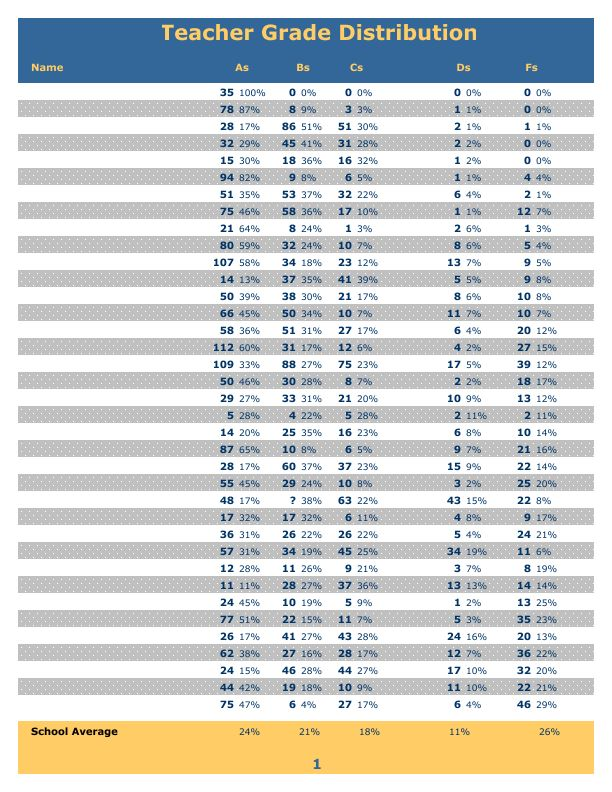 Teacher Grade Distribution
Name As Bs Cs Ds Fs
35 100% 0 0% 0 0% 0 0% 0 0%
78 87% 8 9% 3 3% 1 1% 0 0%
28 17% 86 51% 51 30% 2 1% 1 1%
32 29% 45 41% 31 28% 2 2% 0 0%
15 30% 18 36% 16 32% 1 2% 0 0%
94 82% 9 8% 6 5% 1 1% 4 4%
51 35% 53 37% 32 22% 6 4% 2 1%
75 46% 58 36% 17 10% 1 1% 12 7%
21 64% 8 24% 1 3% 2 6% 1 3%
80 59% 32 24% 10 7% 8 6% 5 4%
107 58% 34 18% 23 12% 13 7% 9 5%
14 13% 37 35% 41 39% 5 5% 9 8%
50 39% 38 30% 21 17% 8 6% 10 8%
66 45% 50 34% 10 7% 11 7% 10 7%
58 36% 51 31% 27 17% 6 4% 20 12%
112 60% 31 17% 12 6% 4 2% 27 15%
109 33% 88 27% 75 23% 17 5% 39 12%
50 46% 30 28% 8 7% 2 2% 18 17%
29 27% 33 31% 21 20% 10 9% 13 12%
5 28% 4 22% 5 28% 2 11% 2 11%
14 20% 25 35% 16 23% 6 8% 10 14%
87 65% 10 8% 6 5% 9 7% 21 16%
28 17% 60 37% 37 23% 15 9% 22 14%
55 45% 29 24% 10 8% 3 2% 25 20%
48 17% ? 38% 63 22% 43 15% 22 8%
17 32% 17 32% 6 11% 4 8% 9 17%
36 31% 26 22% 26 22% 5 4% 24 21%
57 31% 34 19% 45 25% 34 19% 11 6%
12 28% 11 26% 9 21% 3 7% 8 19%
11 11% 28 27% 37 36% 13 13% 14 14%
24 45% 10 19% 5 9% 1 2% 13 25%
77 51% 22 15% 11 7% 5 3% 35 23%
26 17% 41 27% 43 28% 24 16% 20 13%
62 38% 27 16% 28 17% 12 7% 36 22%
24 15% 46 28% 44 27% 17 10% 32 20%
44 42% 19 18% 10 9% 11 10% 22 21%
75 47% 6 4% 27 17% 6 4% 46 29%
School Average 24% 21% 18% 11% 26%
1